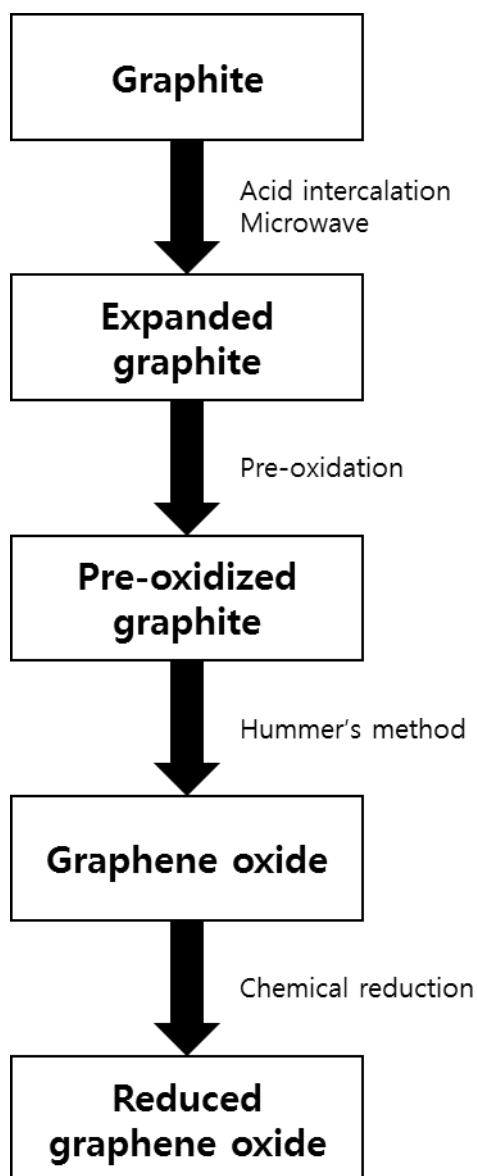 Graphite
Acid intercalation
Microwave
Expanded
graphite
Pre-oxidation
Pre-oxidized
graphite
Hummer's method
Graphene oxide
Chemical reduction
Reduced
graphene oxide